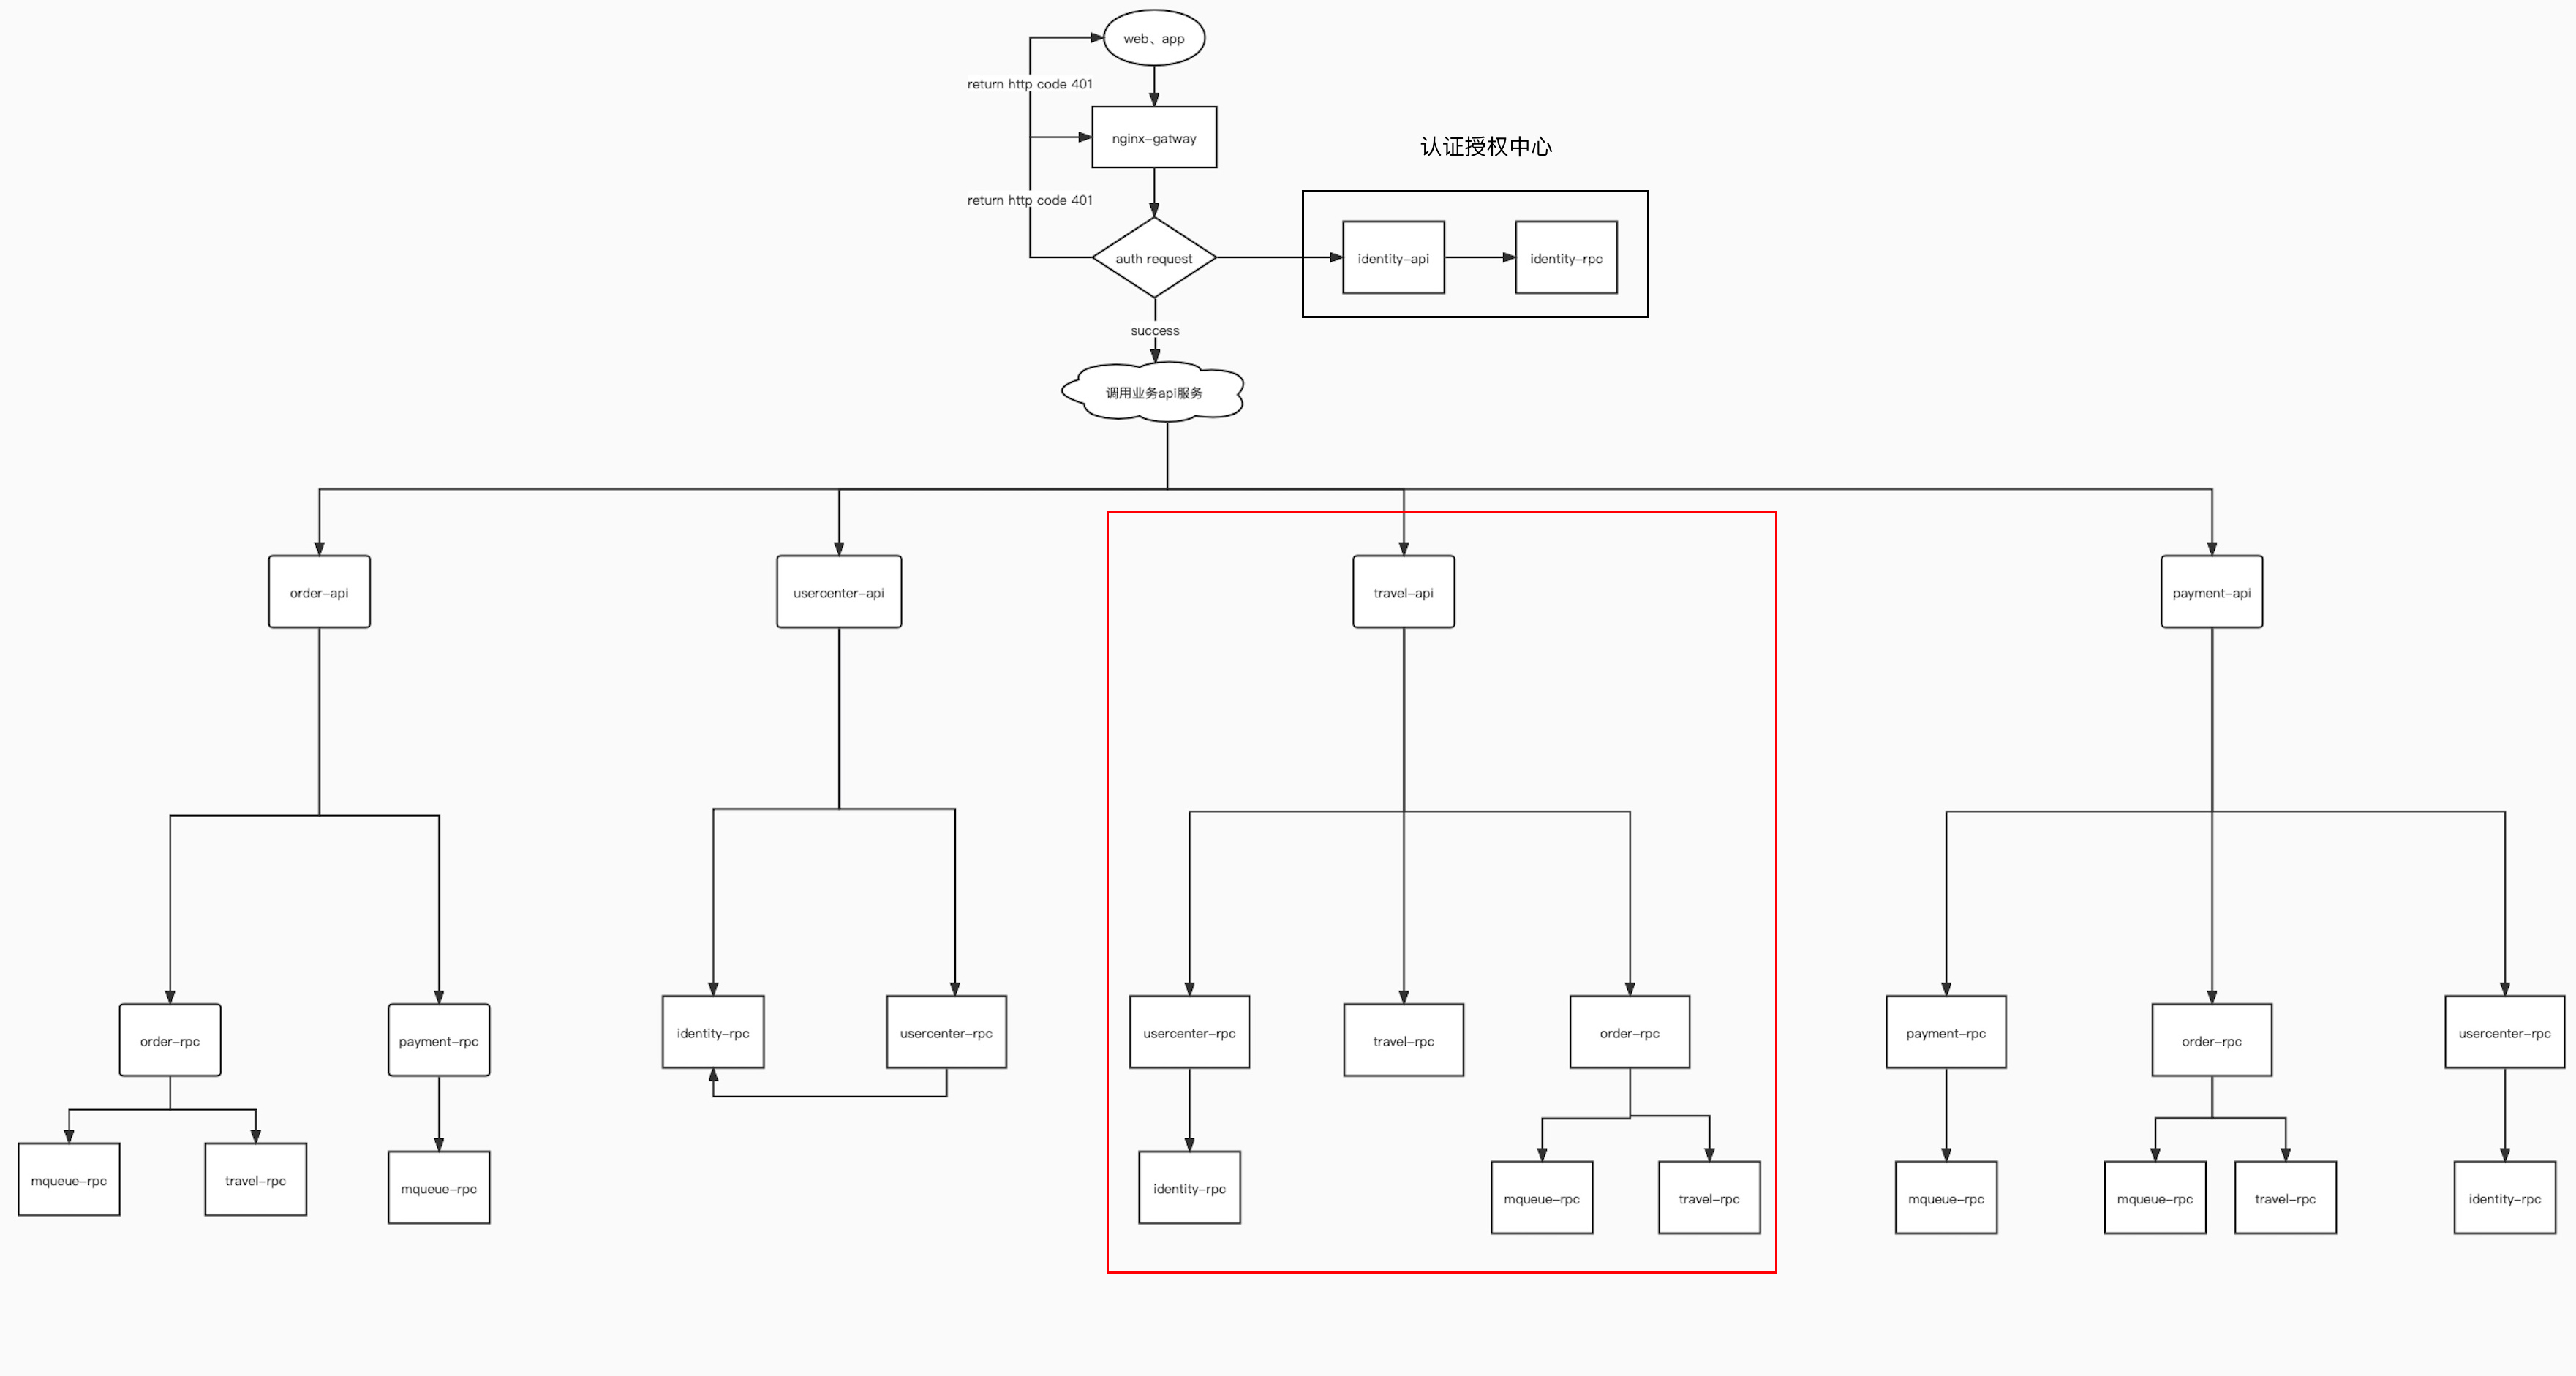 web、app
return http code 401
nginx-gatway
认证授权中心
return http code 401
auth request
identity-api
identity-rpc
success
调用业务api服务
order-api
usercenter-api
travel-api
payment-api
order-rpc
payment-rpc
identity-rpc
usercenter-rpc
usercenter-rpc
travel-rpc
order-rpc
payment-rpc
order-rpc
usercenter-rpc
mqueue-rpc
travel-rpc
mqueue-rpc
identity-rpc
mqueue-rpc
travel-rpc
mqueue-rpc
mqueue-rpc
travel-rpc
identity-rpc